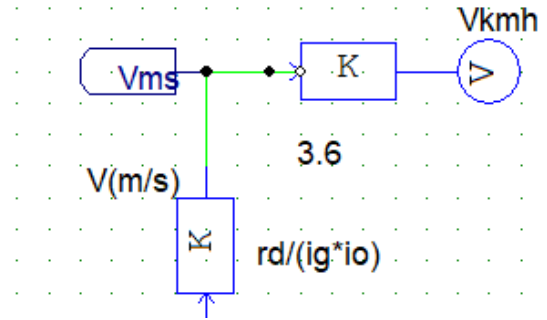 Vkmh
Vms
K
V
3.6
V(m/s)
K
rd/(ig*io)